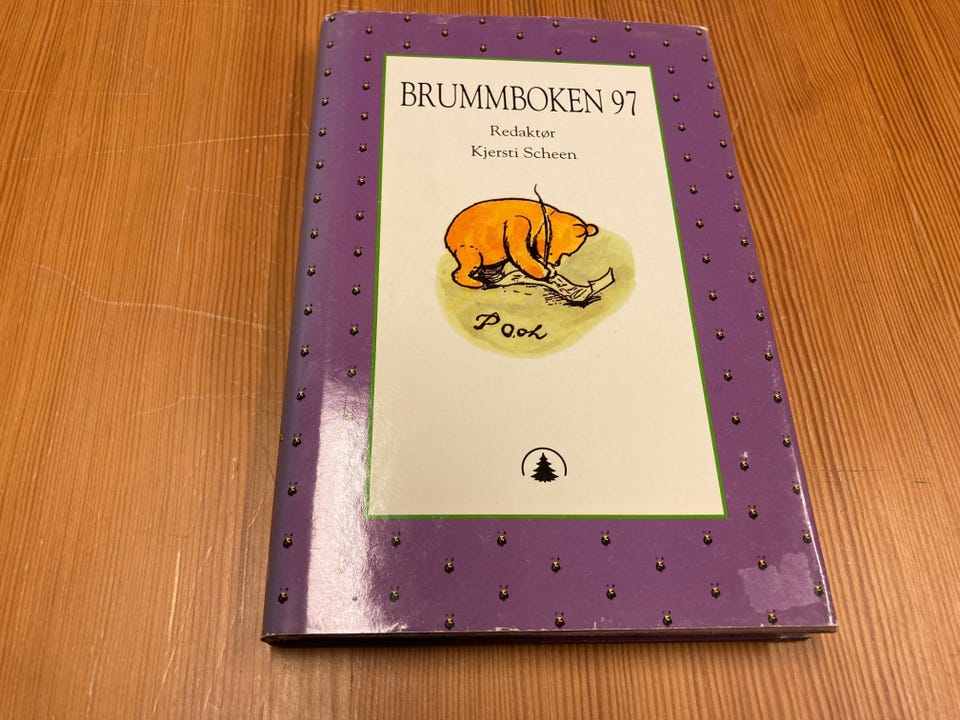 BRUMMBOKEN 97
Redaktør
Kjersti Scheen
Pooh